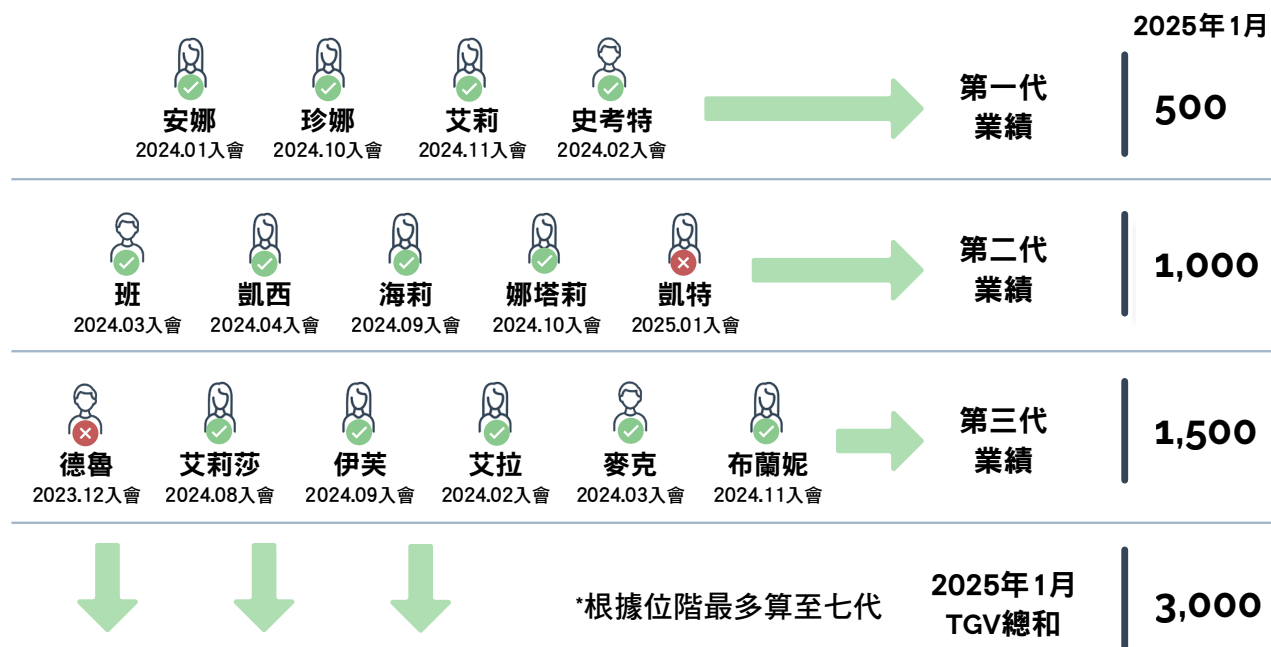 2025年1月
安娜 珍娜 艾莉 史考特
2024.01入會 2024.10入會 2024.11入會 2024.02入會
第一代
業績
500
班 凱西 海莉 娜塔莉 凱特
2024.03入會 2024.04入會 2024.09入會 2024.10入會 2025.01入會
第二代
業績
1,000
德魯 艾莉莎 伊芙 艾拉 麥克 布蘭妮
2023.12入會 2024.08入會 2024.09入會 2024.02入會 2024.03入會 2024.11入會
第三代
業績
1,500
*根據位階最多算至七代
2025年1月
TGV總和
3,000